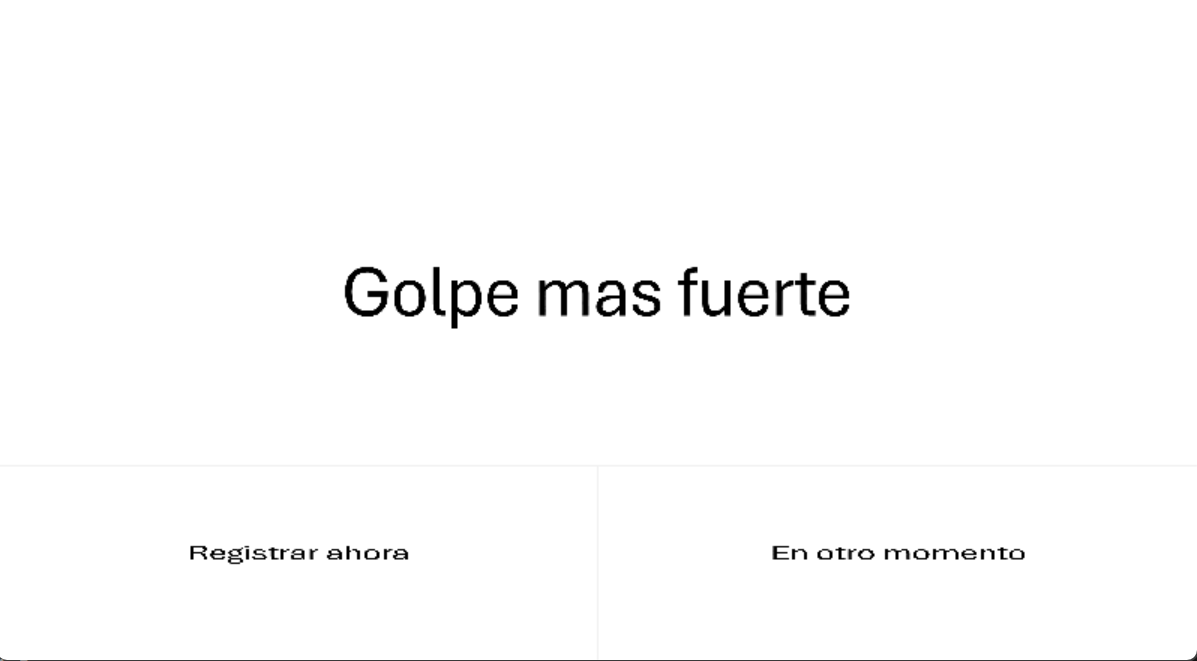 Golpe mas fuerte
Registrar ahora
En otro momento